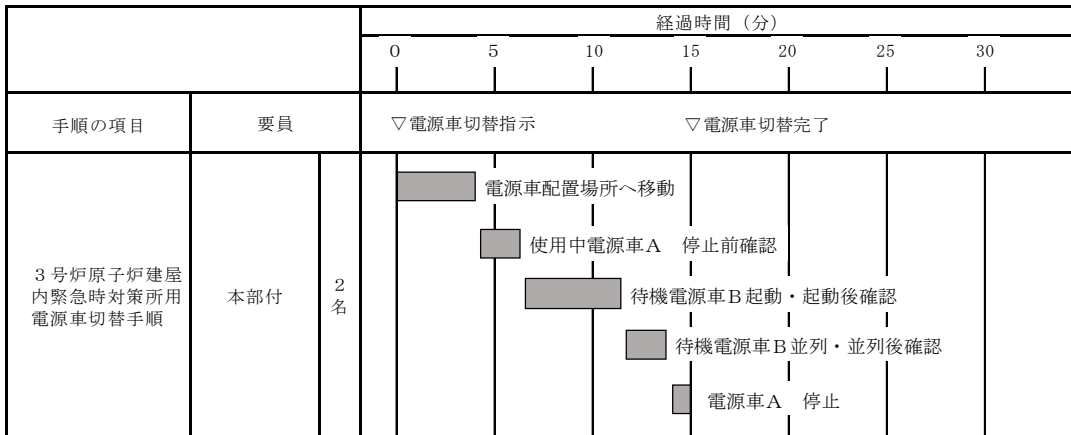 経過時間（分）
0 5 10 15 20 25 30
手順の項目 要員 ▽電源車切替指示 ▽電源車切替完了
電源車配置場所へ移動
使用中電源車A 停止前確認
３号炉原子炉建屋
内緊急時対策所用
電源車切替手順
本部付
２
名
待機電源車Ｂ起動・起動後確認
待機電源車Ｂ並列・並列後確認
電源車A 停止